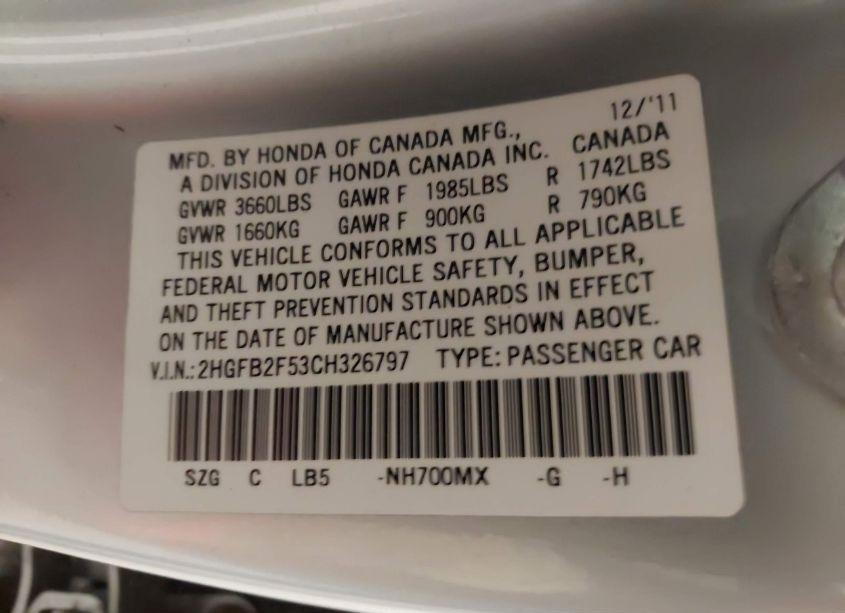 12/'11
MFD. BY HONDA OF CANADA MFG.,
A DIVISION OF HONDA CANADA INC. CANADA
GVWR 3660LBS GAWR F 1985LBS R 1742LBS
GVWR 1660KG GAWR F 900KG R 790KG
THIS VEHICLE CONFORMS TO ALL APPLICABLE
FEDERAL MOTOR VEHICLE SAFETY, BUMPER,
AND THEFT PREVENTION STANDARDS IN EFFECT
ON THE DATE OF MANUFACTURE SHOWN ABOVE.
V.I.N.: 2HGFB2F53CH326797 TYPE: PASSENGER CAR
SZG C LB5 -NH700MX -G -H